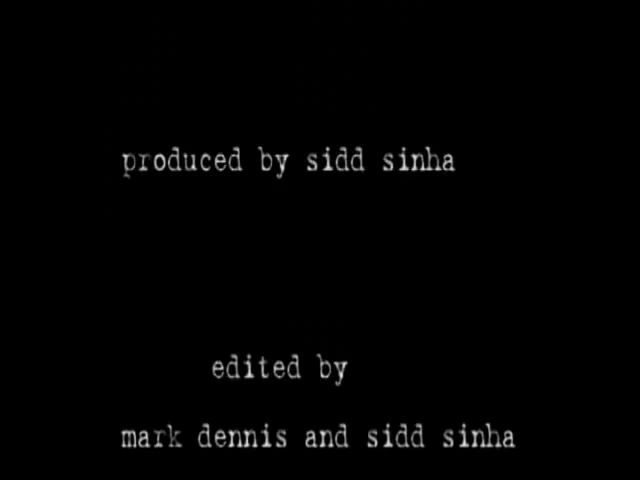 produced by sidd sinha
edited by
mark dennis and sidd sinha